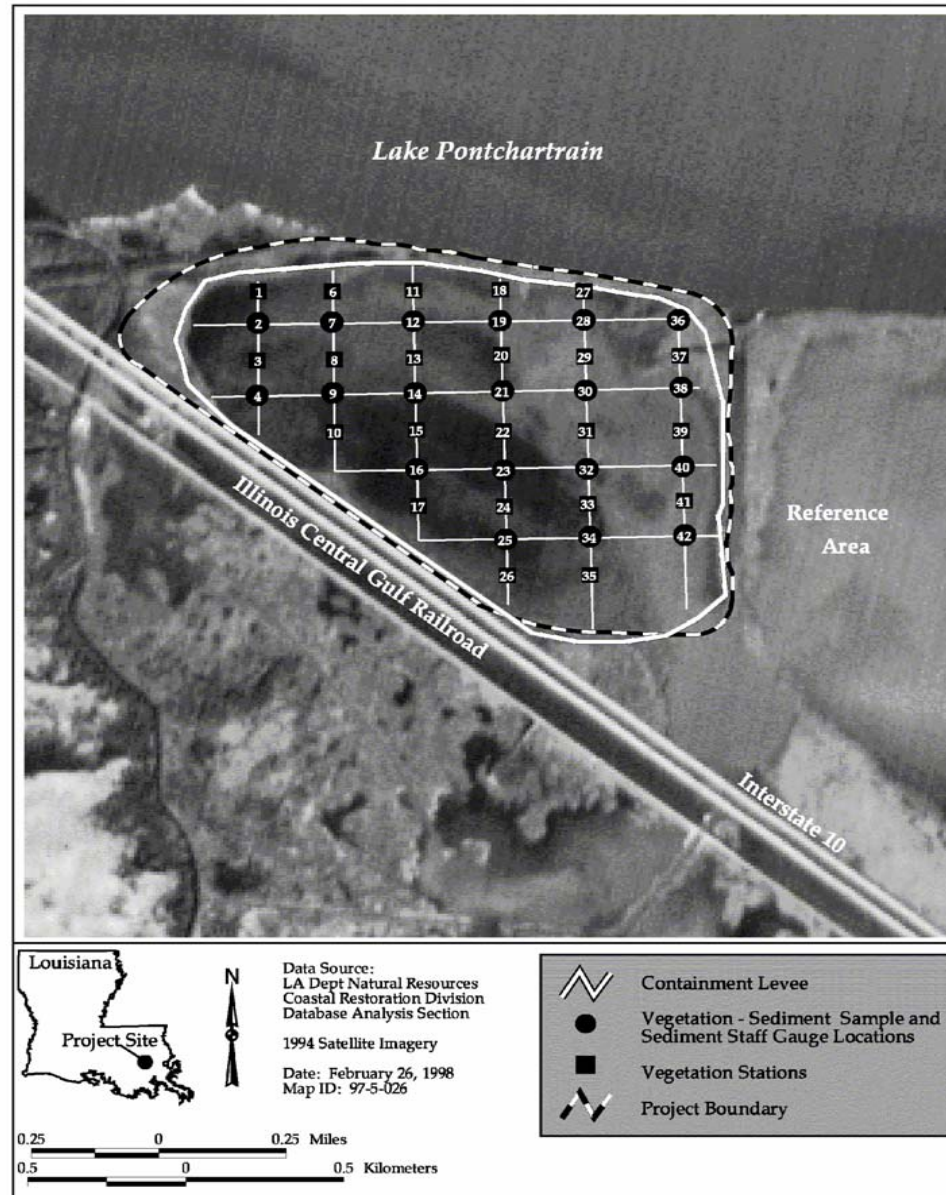 Lake Pontchartrain
1 6 11 18 27
2 7 12 19 28 36
3 8 13 20 29 37
4 9 14 21 30 38
10 15 22 31 39
16 23 32 40
17 24 33 41
25 34 42
26 35
Reference
Area
Illinois Central Gulf Railroad
Interstate 10
Louisiana
Project Site
N
Data Source:
LA Dept Natural Resources
Coastal Restoration Division
Database Analysis Section
1994 Satellite Imagery
Date: February 26, 1998
Map ID: 97-5-026
0.25 0 0.25 Miles
0.5 0 0.5 Kilometers
Containment Levee
Vegetation - Sediment Sample and
Sediment Staff Gauge Locations
Vegetation Stations
Project Boundary